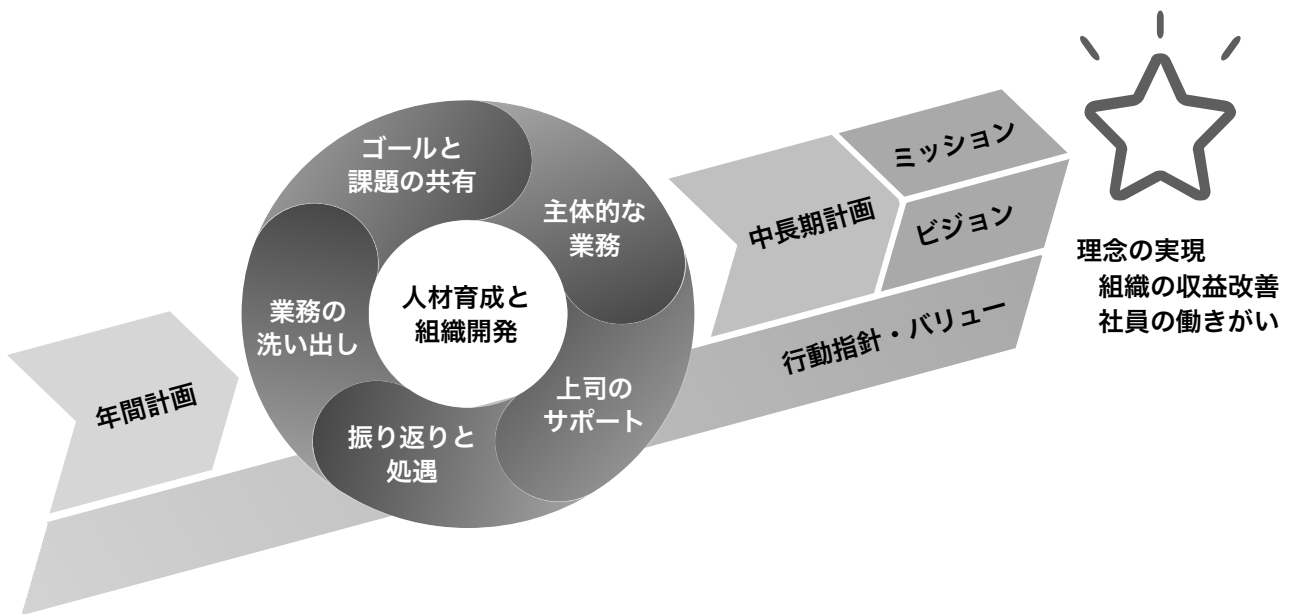 ゴールと
課題の共有
主体的な
業務
上司の
サポート
振り返りと
処遇
業務の
洗い出し
人材育成と
組織開発
年間計画
中長期計画
ミッション
ビジョン
行動指針・バリュー
理念の実現
組織の収益改善
社員の働きがい